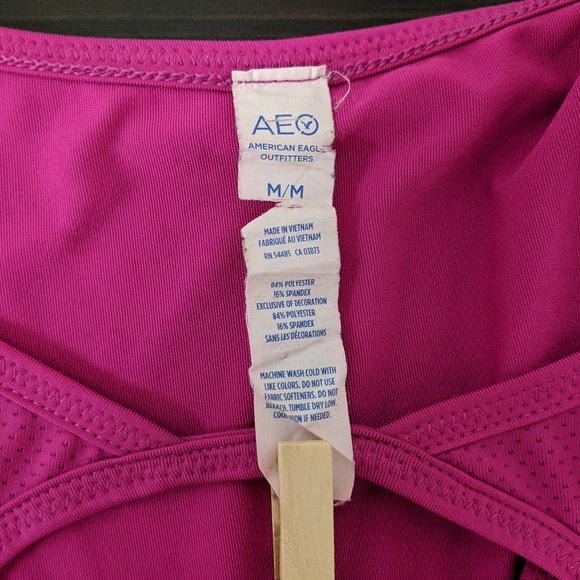 AEO
AMERICAN EAGLE
OUTFITTERS
M/M
MADE IN VIETNAM
FABRIQUÉ AU VIETNAM
RN 54485 CA 03873
84% POLYESTER
16% SPANDEX
EXCLUSIVE OF DECORATION
84% POLYESTER
16% SPANDEX
SANS LES DÉCORATIONS
MACHINE WASH COLD WITH
LIKE COLORS. DO NOT USE
FABRIC SOFTENERS. DO NOT
BLEACH. TUMBLE DRY LOW.
COOL IRON IF NEEDED.